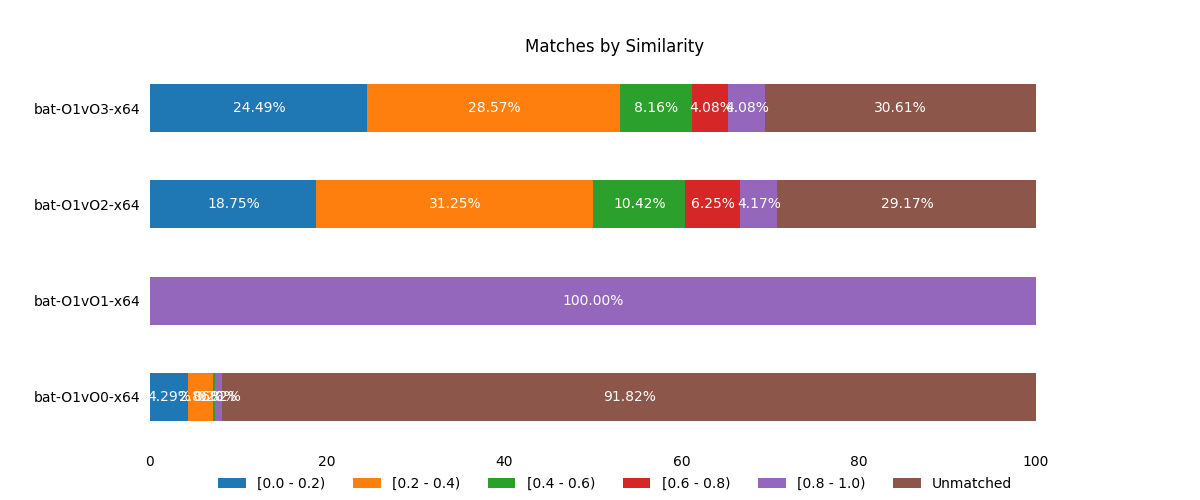 Matches by Similarity
bat-O1vO3-x64 24.49% 28.57% 8.16% 4.08% 4.08% 30.61%
bat-O1vO2-x64 18.75% 31.25% 10.42% 6.25% 4.17% 29.17%
bat-O1vO1-x64 100.00%
bat-O1vO0-x64 4.29% 91.82%
0 20 40 60 80 100
[0.0 - 0.2) [0.2 - 0.4) [0.4 - 0.6) [0.6 - 0.8) [0.8 - 1.0) Unmatched